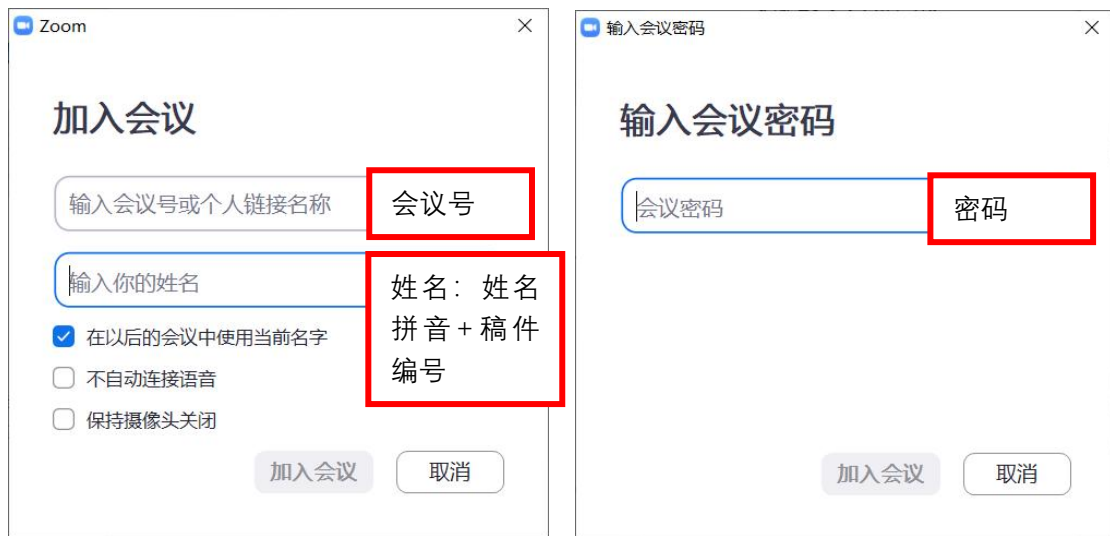 Zoom
加入会议
输入会议号或个人链接名称
会议号
输入你的姓名
姓名：姓名
拼音+稿件
编号
在以后的会议中使用当前名字
不自动连接语音
保持摄像头关闭
加入会议
取消
输入会议密码
输入会议密码
会议密码
密码
加入会议
取消